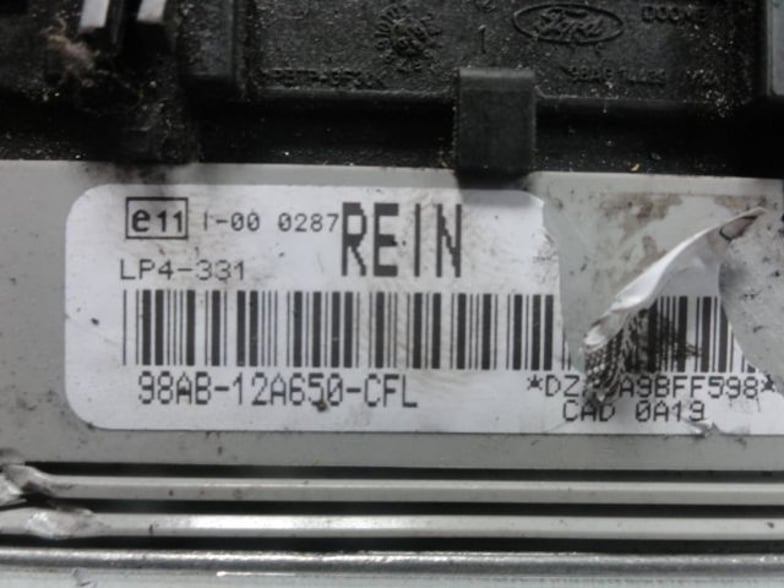 Ford
e11 I-00 0287 REIN
LP4-331
98AB-12A650-CFL
CAD 0A19